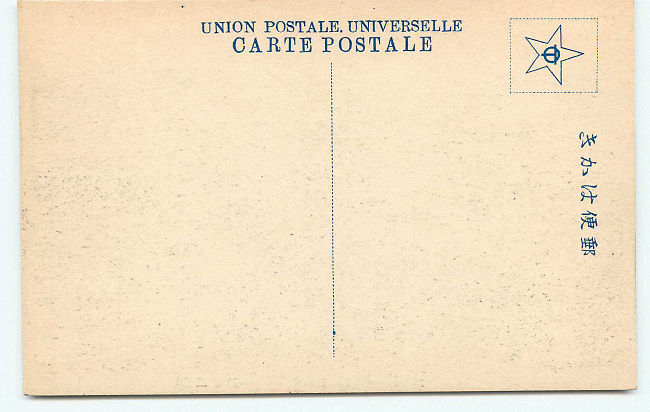 UNION POSTALE. UNIVERSELLE
CARTE POSTALE
郵便はかき